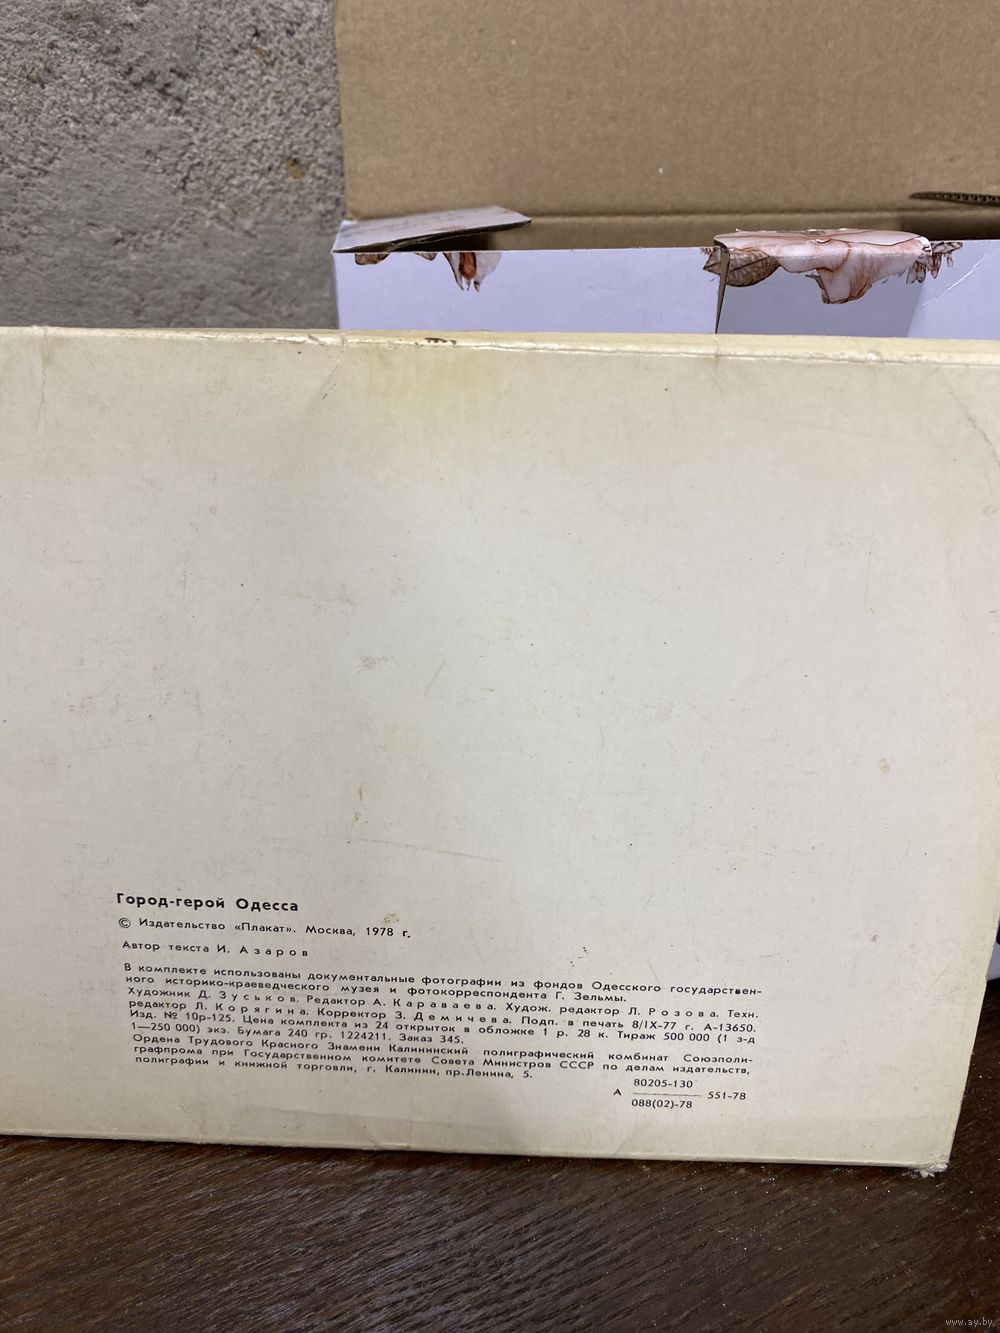 Город-герой Одесса
© Издательство «Плакат». Москва, 1978 г.
Автор текста И. Азаров
В комплекте использованы документальные фотографии из фондов Одесского государствен-
ного историко-краеведческого музея и фотокорреспондента Г. Зельмы.
Художник Д. Зуськов. Редактор А. Караваева. Худож. редактор Л. Розова. Техн.
редактор Л. Корягина. Корректор З. Демичева. Подп. в печать 8/IX-77 г. А-13650.
Изд. № 10р-125. Цена комплекта из 24 открыток в обложке 1 р. 28 к. Тираж 500 000 (1 з-д
1—250 000) экз. Бумага 240 гр. 1224211. Заказ 345.
Ордена Трудового Красного Знамени Калининский полиграфический комбинат Союзполи-
графпрома при Государственном комитете Совета Министров СССР по делам издательств,
полиграфии и книжной торговли, г. Калинин, пр.Ленина, 5.
80205-130
А 551-78
088(02)-78
www.ay.by